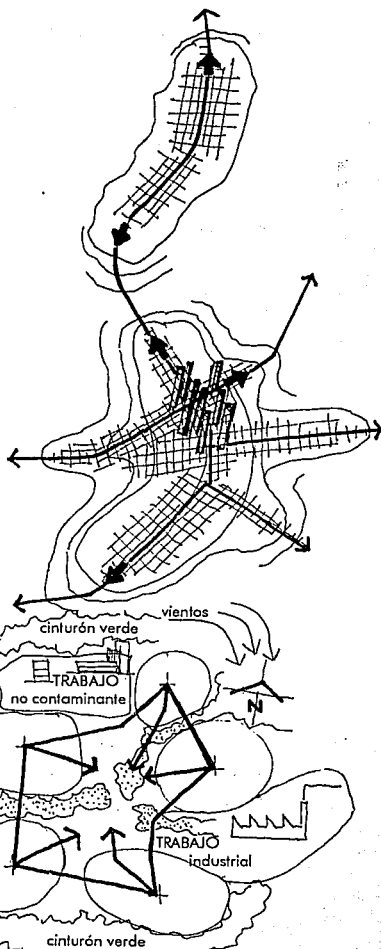 vientos
cinturón verde
TRABAJO
no contaminante
N
TRABAJO
industrial
cinturón verde